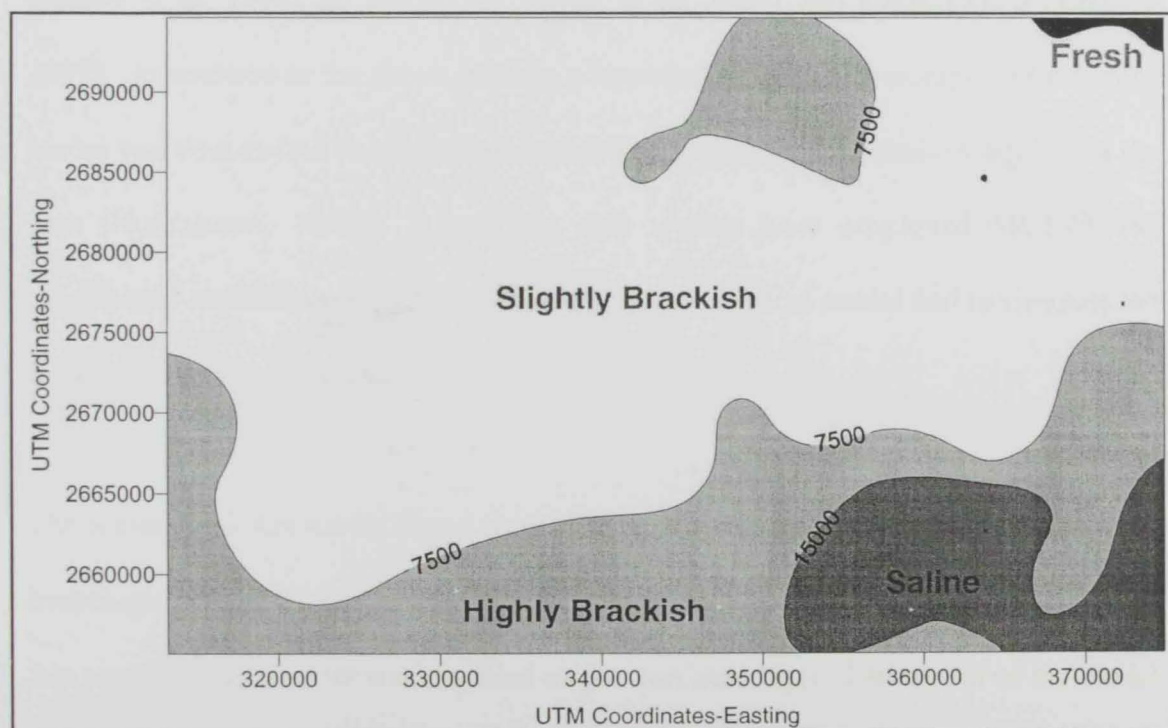 Fresh
2690000
7500
2685000
2680000
Slightly Brackish
2675000
2670000
7500
2665000
15000
7500
2660000
Saline
Highly Brackish
320000 330000 340000 350000 360000 370000
UTM Coordinates-Easting
UTM Coordinates-Northing